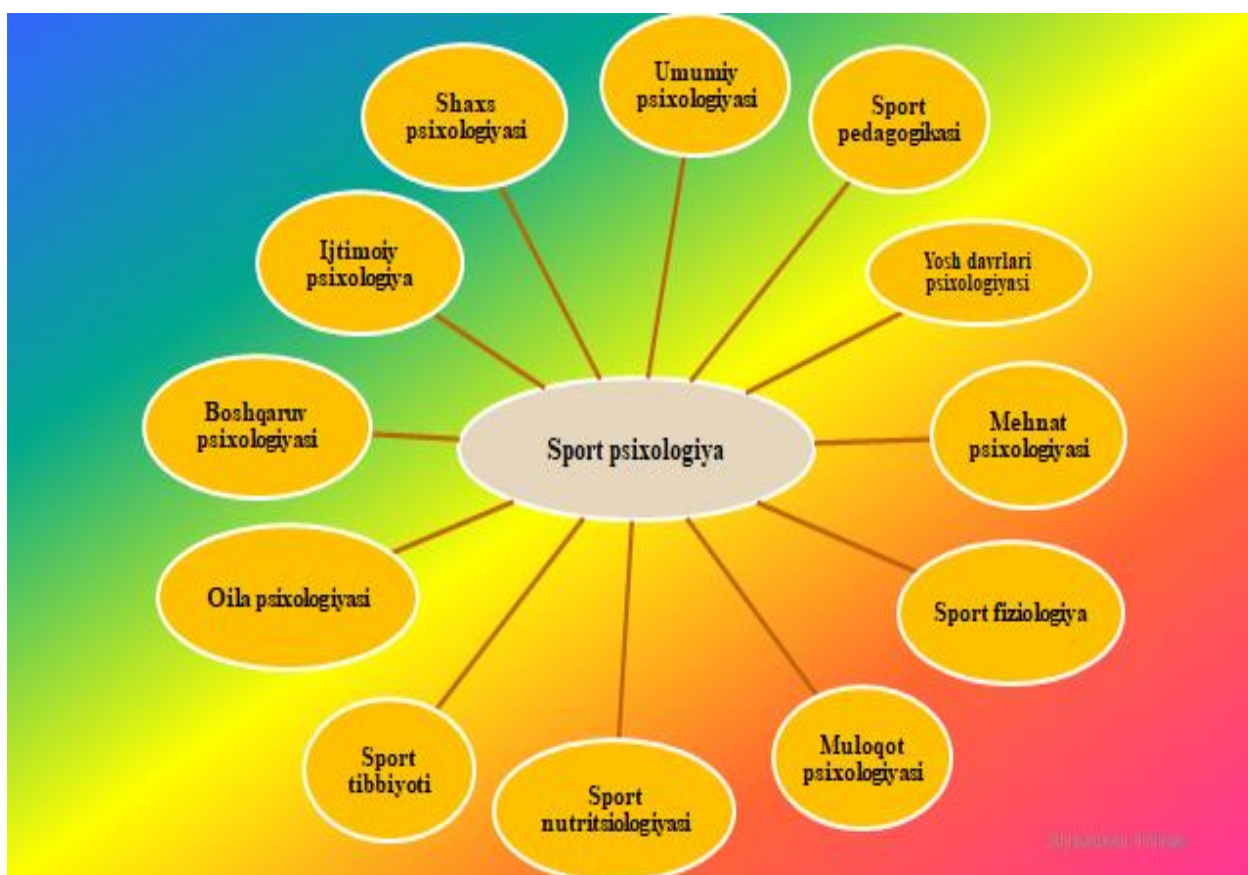 Umumiy
psixologiyasi
Shaxs
psixologiyasi
Sport
pedagogikasi
Ijtimoiy
psixologiya
Yosh davrlari
psixologiyasi
Boshqaruv
psixologiyasi
Mehnat
psixologiyasi
Sport psixologiya
Oila psixologiyasi
Sport fiziologiya
Sport
tibbiyoti
Muloqot
psixologiyasi
Sport
nutritsiologiyasi